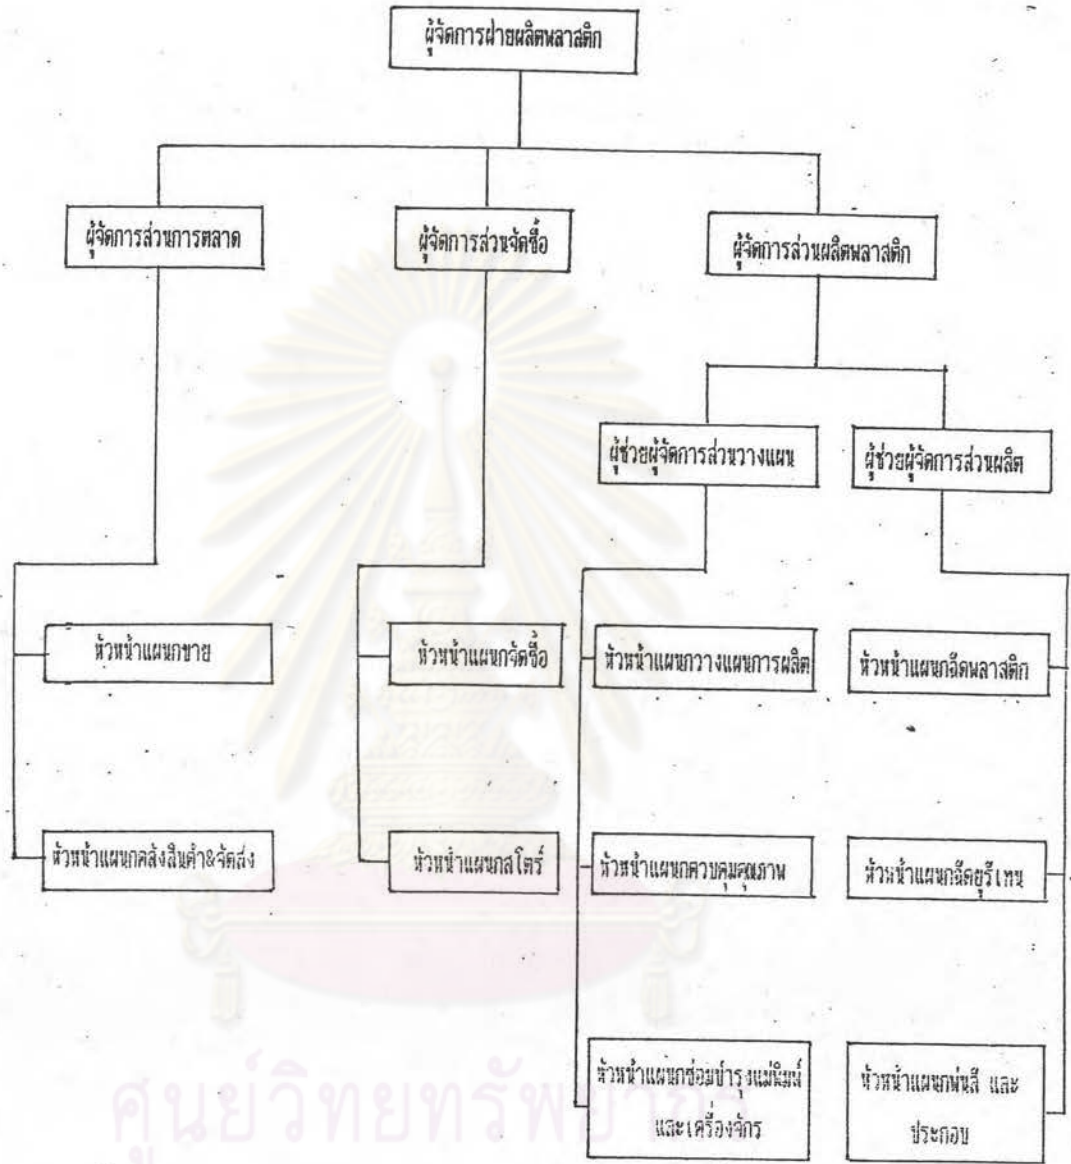 ผู้จัดการฝ่ายผลิตพลาสติก
ผู้จัดการส่วนการตลาด
ผู้จัดการส่วนจัดซื้อ
ผู้จัดการส่วนผลิตพลาสติก
ผู้ช่วยผู้จัดการส่วนวางแผน
ผู้ช่วยผู้จัดการส่วนผลิต
หัวหน้าแผนกขาย
หัวหน้าแผนกจัดซื้อ
หัวหน้าแผนกวางแผนการผลิต
หัวหน้าแผนกฉีดพลาสติก
หัวหน้าแผนกคลังสินค้า&จัดส่ง
หัวหน้าแผนกสโตร์
หัวหน้าแผนกควบคุมคุณภาพ
หัวหน้าแผนกฉีดยูรีเทน
หัวหน้าแผนกซ่อมบำรุงแม่พิมพ์
และเครื่องจักร
หัวหน้าแผนกพ่นสี และ
ประกอบ
ศูนย์วิทยทรัพยากร